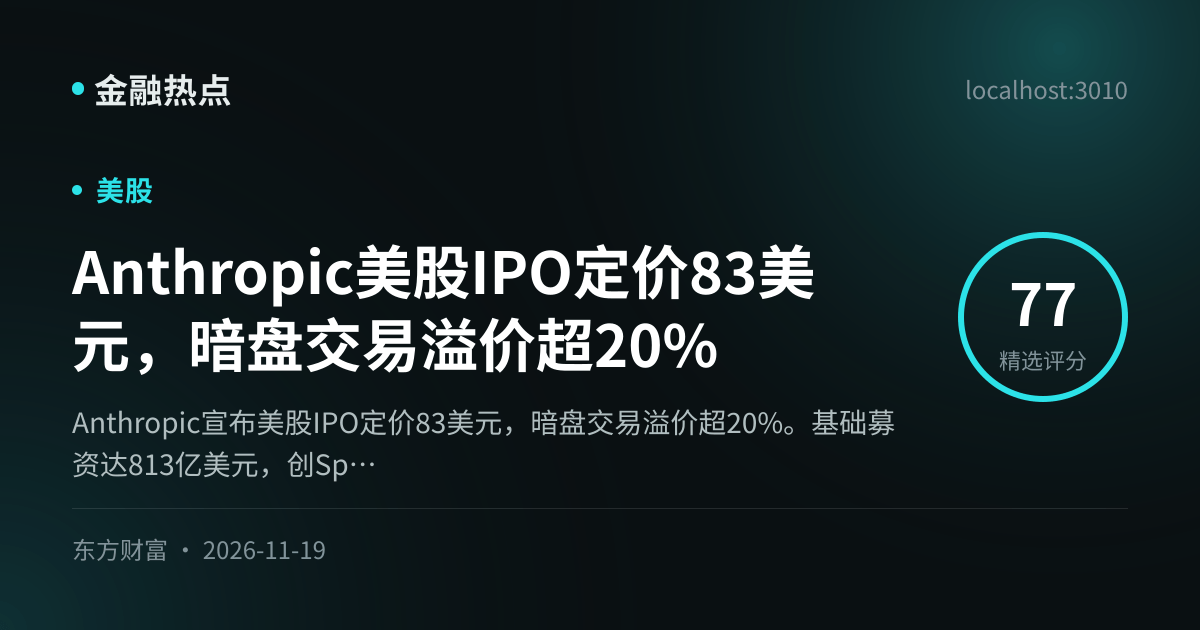 金融热点
localhost:3010
美股
Anthropic美股IPO定价83美
元，暗盘交易溢价超20%
77
精选评分
Anthropic宣布美股IPO定价83美元，暗盘交易溢价超20%。基础募
资达813亿美元，创Sp…
东方财富 • 2026-11-19